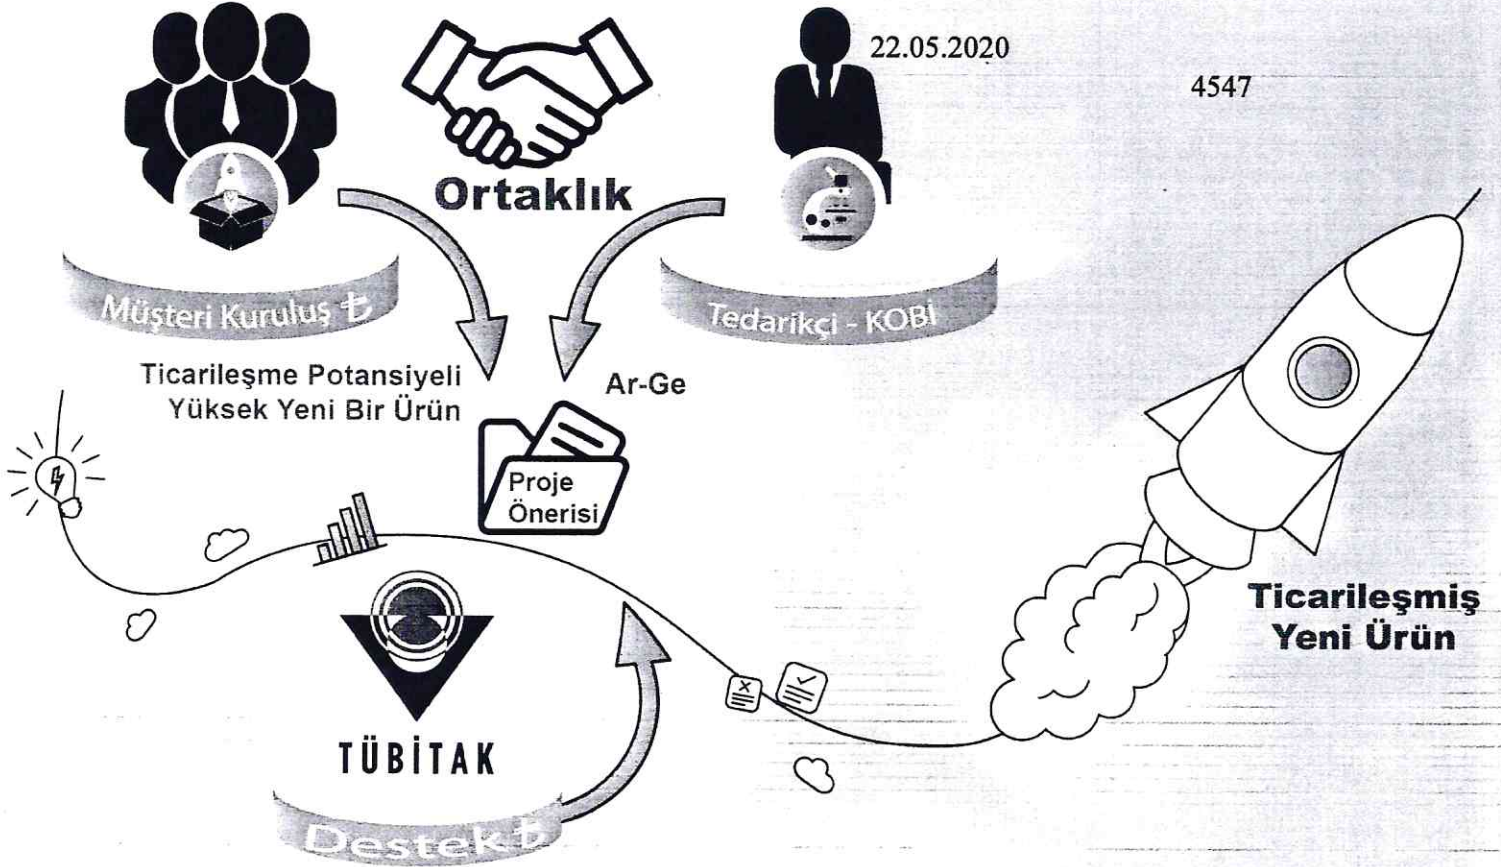 22.05.2020
4547
Ortaklık
Müşteri Kuruluş ₺
Tedarikçi - KOBİ
Ticarileşme Potansiyeli
Yüksek Yeni Bir Ürün
Ar-Ge
Proje
Önerisi
Ticarileşmiş
Yeni Ürün
TÜBİTAK
Destek ₺